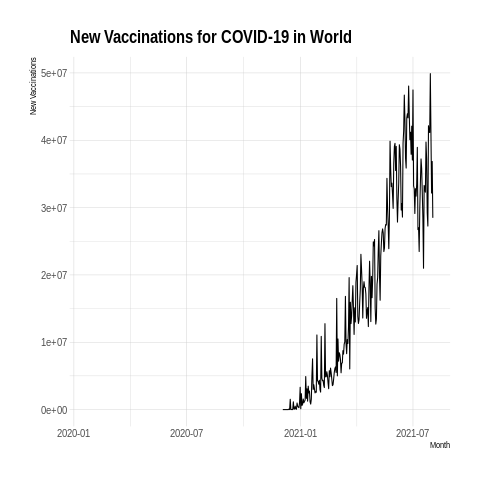 New Vaccinations for COVID-19 in World
New Vaccinations
5e+07
4e+07
3e+07
2e+07
1e+07
0e+00
2020-01 2020-07 2021-01 2021-07
Month